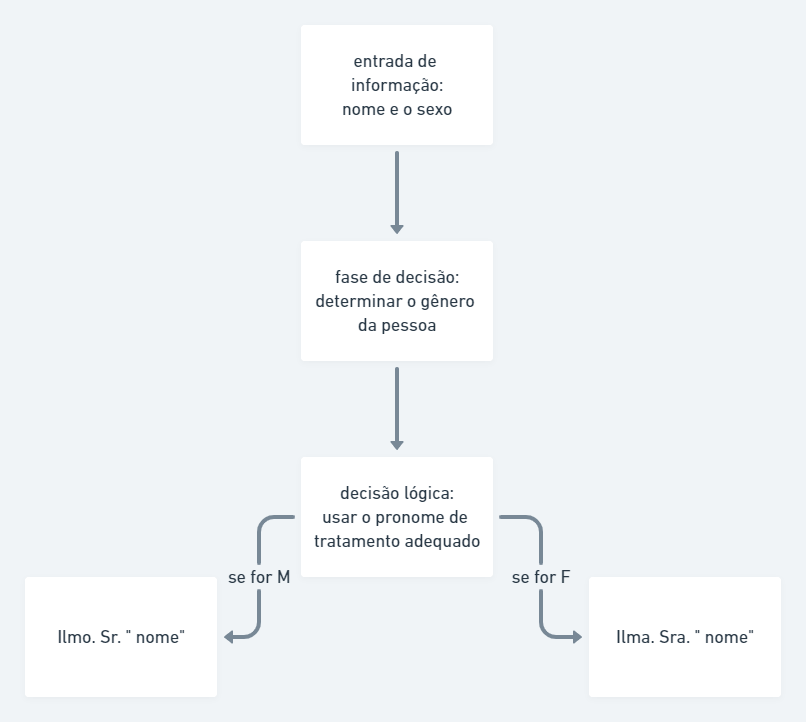 entrada de
informação:
nome e o sexo
fase de decisão:
determinar o gênero
da pessoa
decisão lógica:
usar o pronome de
tratamento adequado
se for M
se for F
Ilmo. Sr. " nome"
Ilma. Sra. " nome"